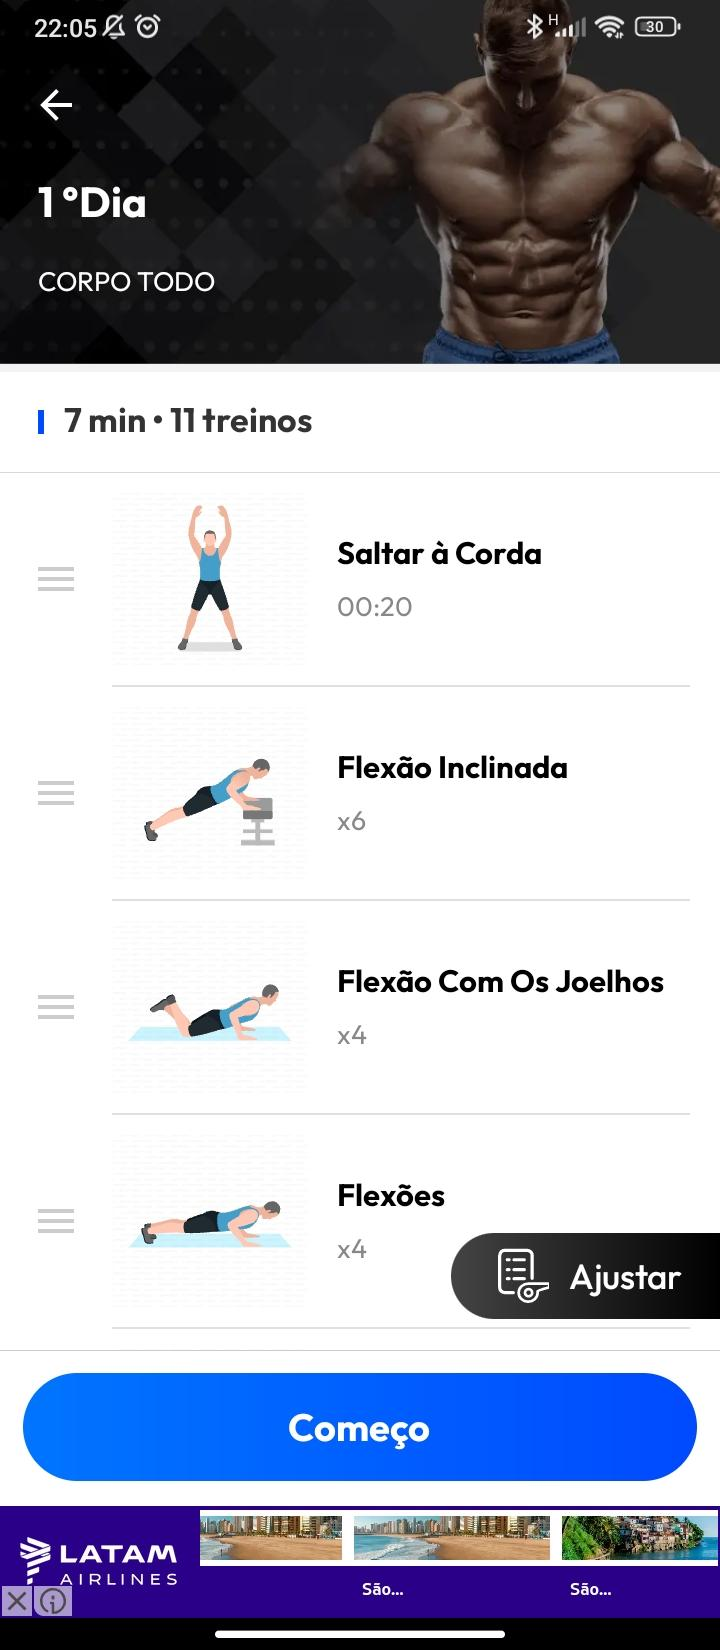 22:05
H
30
1 °Dia
CORPO TODO
7 min • 11 treinos
Saltar à Corda
00:20
Flexão Inclinada
x6
Flexão Com Os Joelhos
x4
Flexões
x4
Ajustar
Começo
LATAM
AIRLINES
São...
São...